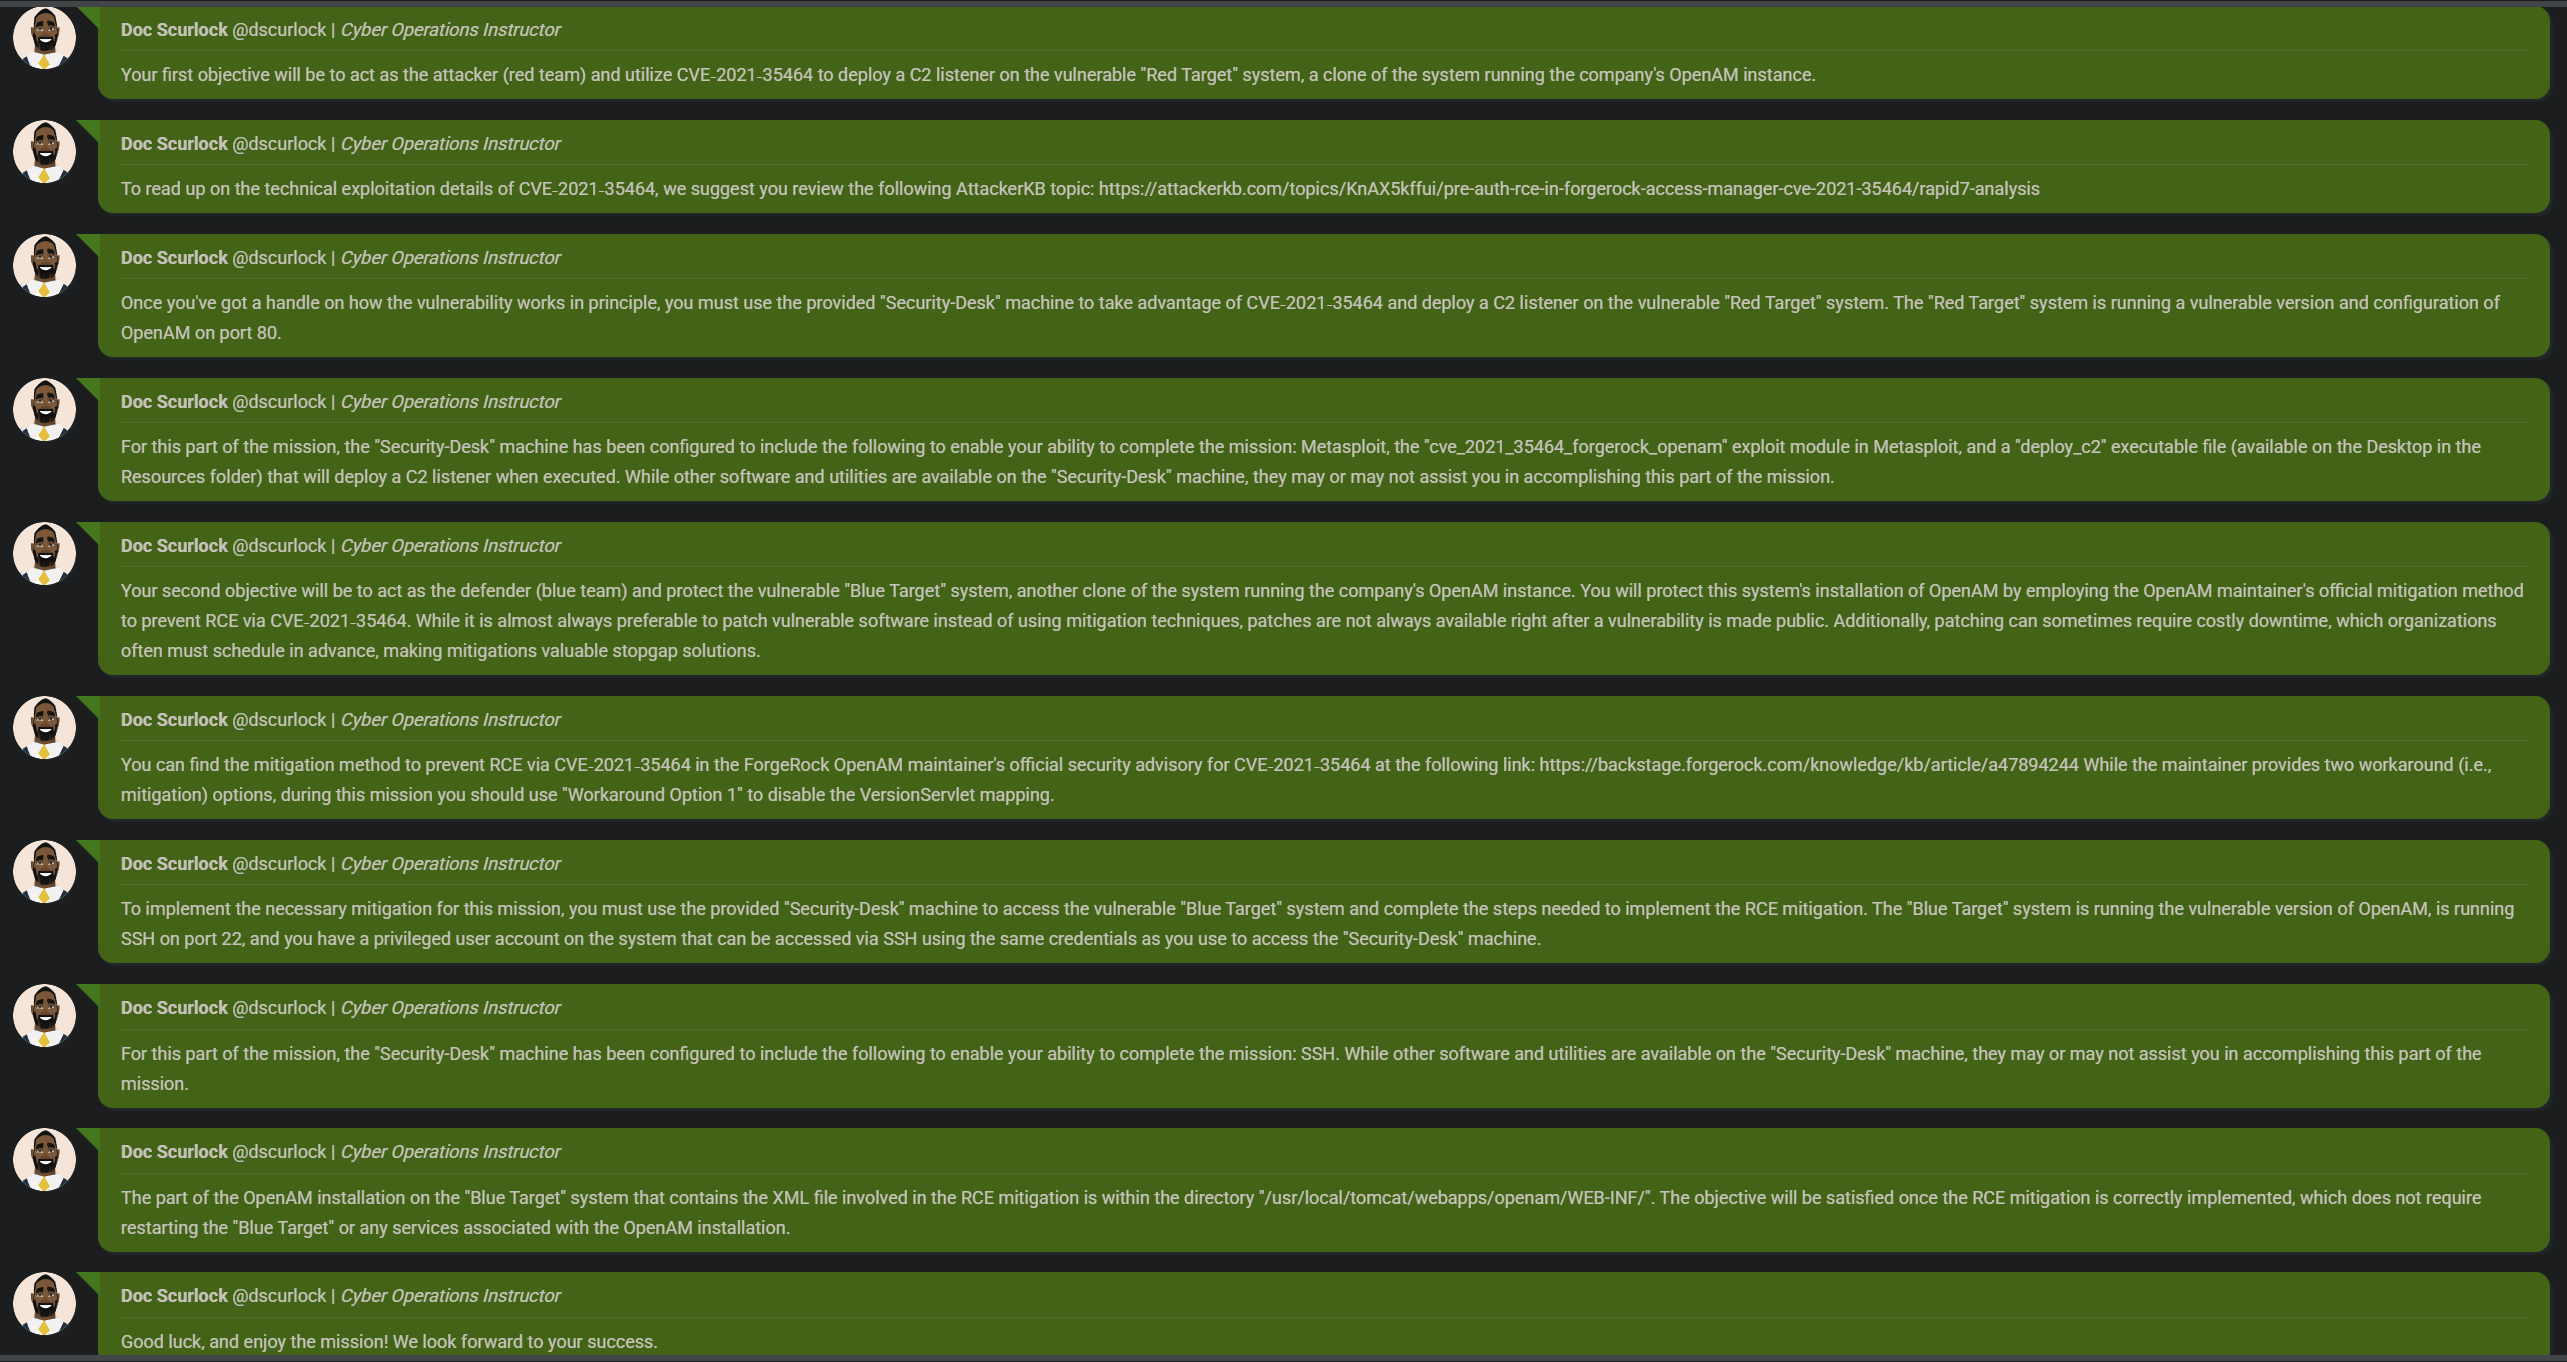 Doc Scurlock @dscurlock | Cyber Operations Instructor
Your first objective will be to act as the attacker (red team) and utilize CVE-2021-35464 to deploy a C2 listener on the vulnerable "Red Target" system, a clone of the system running the company's OpenAM instance.
Doc Scurlock @dscurlock | Cyber Operations Instructor
To read up on the technical exploitation details of CVE-2021-35464, we suggest you review the following AttackerKB topic: https://attackerkb.com/topics/KnAX5kffui/pre-auth-rce-in-forgerock-access-manager-cve-2021-35464/rapid7-analysis
Doc Scurlock @dscurlock | Cyber Operations Instructor
Once you've got a handle on how the vulnerability works in principle, you must use the provided "Security-Desk" machine to take advantage of CVE-2021-35464 and deploy a C2 listener on the vulnerable "Red Target" system. The "Red Target" system is running a vulnerable version and configuration of
OpenAM on port 80.
Doc Scurlock @dscurlock | Cyber Operations Instructor
For this part of the mission, the "Security-Desk" machine has been configured to include the following to enable your ability to complete the mission: Metasploit, the "cve_2021_35464_forgerock_openam" exploit module in Metasploit, and a "deploy_c2" executable file (available on the Desktop in the
Resources folder) that will deploy a C2 listener when executed. While other software and utilities are available on the "Security-Desk" machine, they may or may not assist you in accomplishing this part of the mission.
Doc Scurlock @dscurlock | Cyber Operations Instructor
Your second objective will be to act as the defender (blue team) and protect the vulnerable "Blue Target" system, another clone of the system running the company's OpenAM instance. You will protect this system's installation of OpenAM by employing the OpenAM maintainer's official mitigation method
to prevent RCE via CVE-2021-35464. While it is almost always preferable to patch vulnerable software instead of using mitigation techniques, patches are not always available right after a vulnerability is made public. Additionally, patching can sometimes require costly downtime, which organizations
often must schedule in advance, making mitigations valuable stopgap solutions.
Doc Scurlock @dscurlock | Cyber Operations Instructor
You can find the mitigation method to prevent RCE via CVE-2021-35464 in the ForgeRock OpenAM maintainer's official security advisory for CVE-2021-35464 at the following link: https://backstage.forgerock.com/knowledge/kb/article/a47894244 While the maintainer provides two workaround (i.e.,
mitigation) options, during this mission you should use "Workaround Option 1" to disable the VersionServlet mapping.
Doc Scurlock @dscurlock | Cyber Operations Instructor
To implement the necessary mitigation for this mission, you must use the provided "Security-Desk" machine to access the vulnerable "Blue Target" system and complete the steps needed to implement the RCE mitigation. The "Blue Target" system is running the vulnerable version of OpenAM, is running
SSH on port 22, and you have a privileged user account on the system that can be accessed via SSH using the same credentials as you use to access the "Security-Desk" machine.
Doc Scurlock @dscurlock | Cyber Operations Instructor
For this part of the mission, the "Security-Desk" machine has been configured to include the following to enable your ability to complete the mission: SSH. While other software and utilities are available on the "Security-Desk" machine, they may or may not assist you in accomplishing this part of the
mission.
Doc Scurlock @dscurlock | Cyber Operations Instructor
The part of the OpenAM installation on the "Blue Target" system that contains the XML file involved in the RCE mitigation is within the directory "/usr/local/tomcat/webapps/openam/WEB-INF/". The objective will be satisfied once the RCE mitigation is correctly implemented, which does not require
restarting the "Blue Target" or any services associated with the OpenAM installation.
Doc Scurlock @dscurlock | Cyber Operations Instructor
Good luck, and enjoy the mission! We look forward to your success.